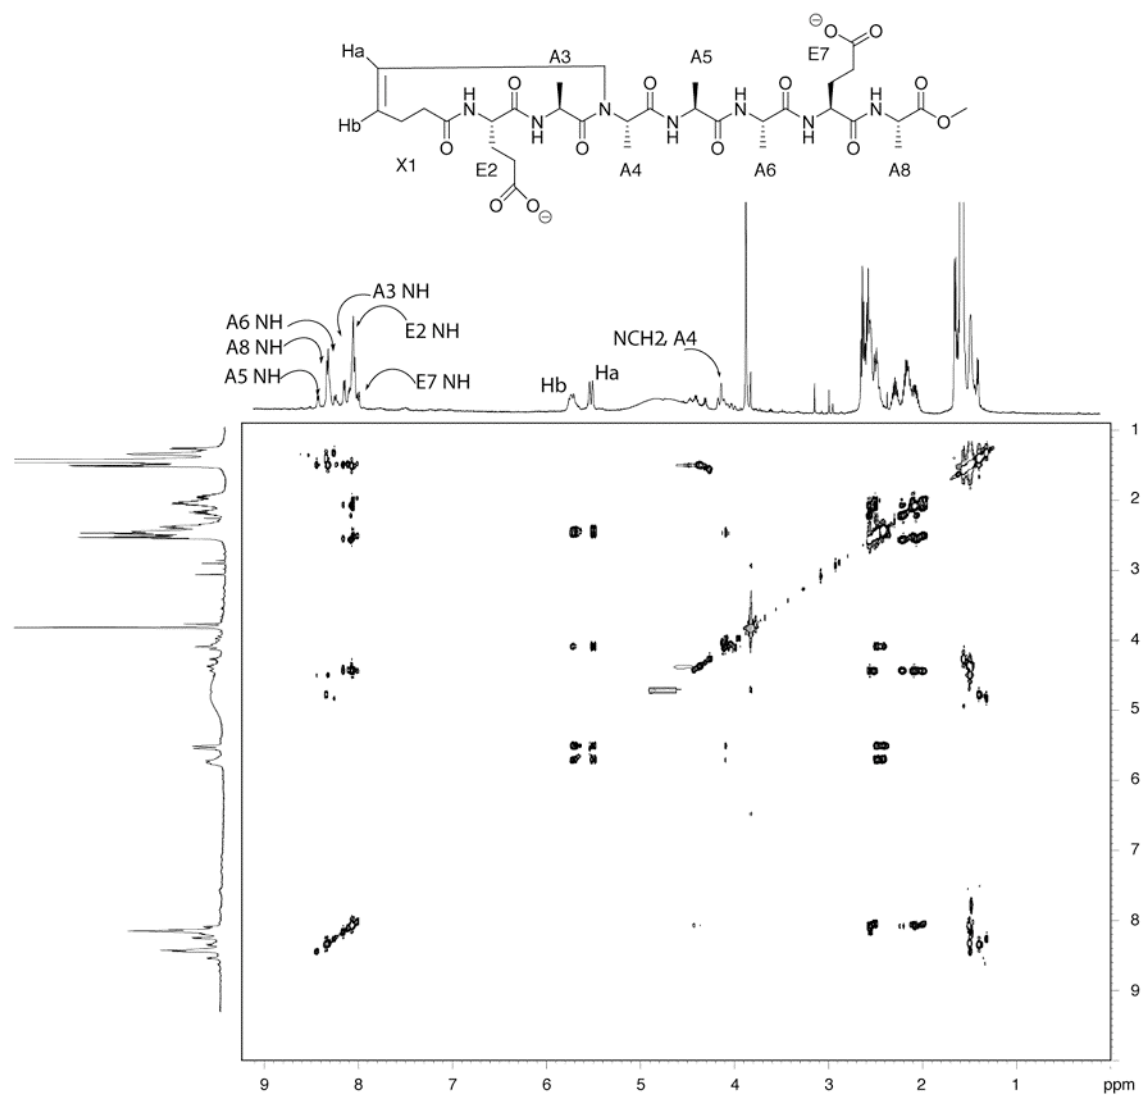 ⊖
O O
E7
Ha
A3
A5
H O O H O H O
N N N N O
Hb
N N N
O H O H O H O
X1
E2
A4
A6
A8
O O
⊖
A3 NH
A6 NH
E2 NH
A8 NH
NCH2, A4
A5 NH
E7 NH
Hb
Ha
1
2
3
4
5
6
7
8
9
9 8 7 6 5 4 3 2 1 ppm